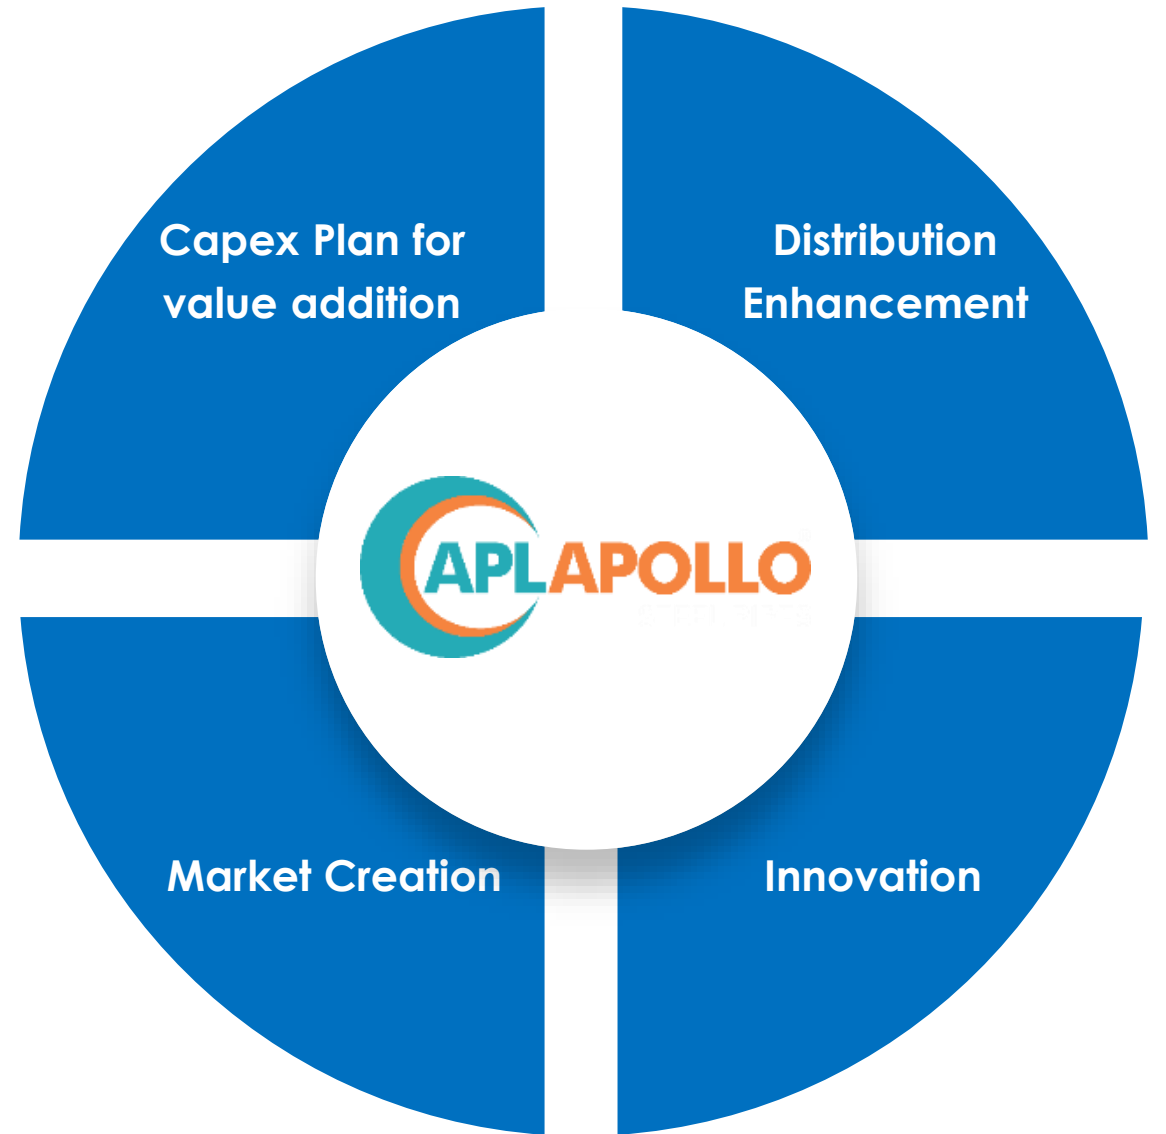 Capex Plan for
value addition
Distribution
Enhancement
APLAPOLLO
Market Creation
Innovation